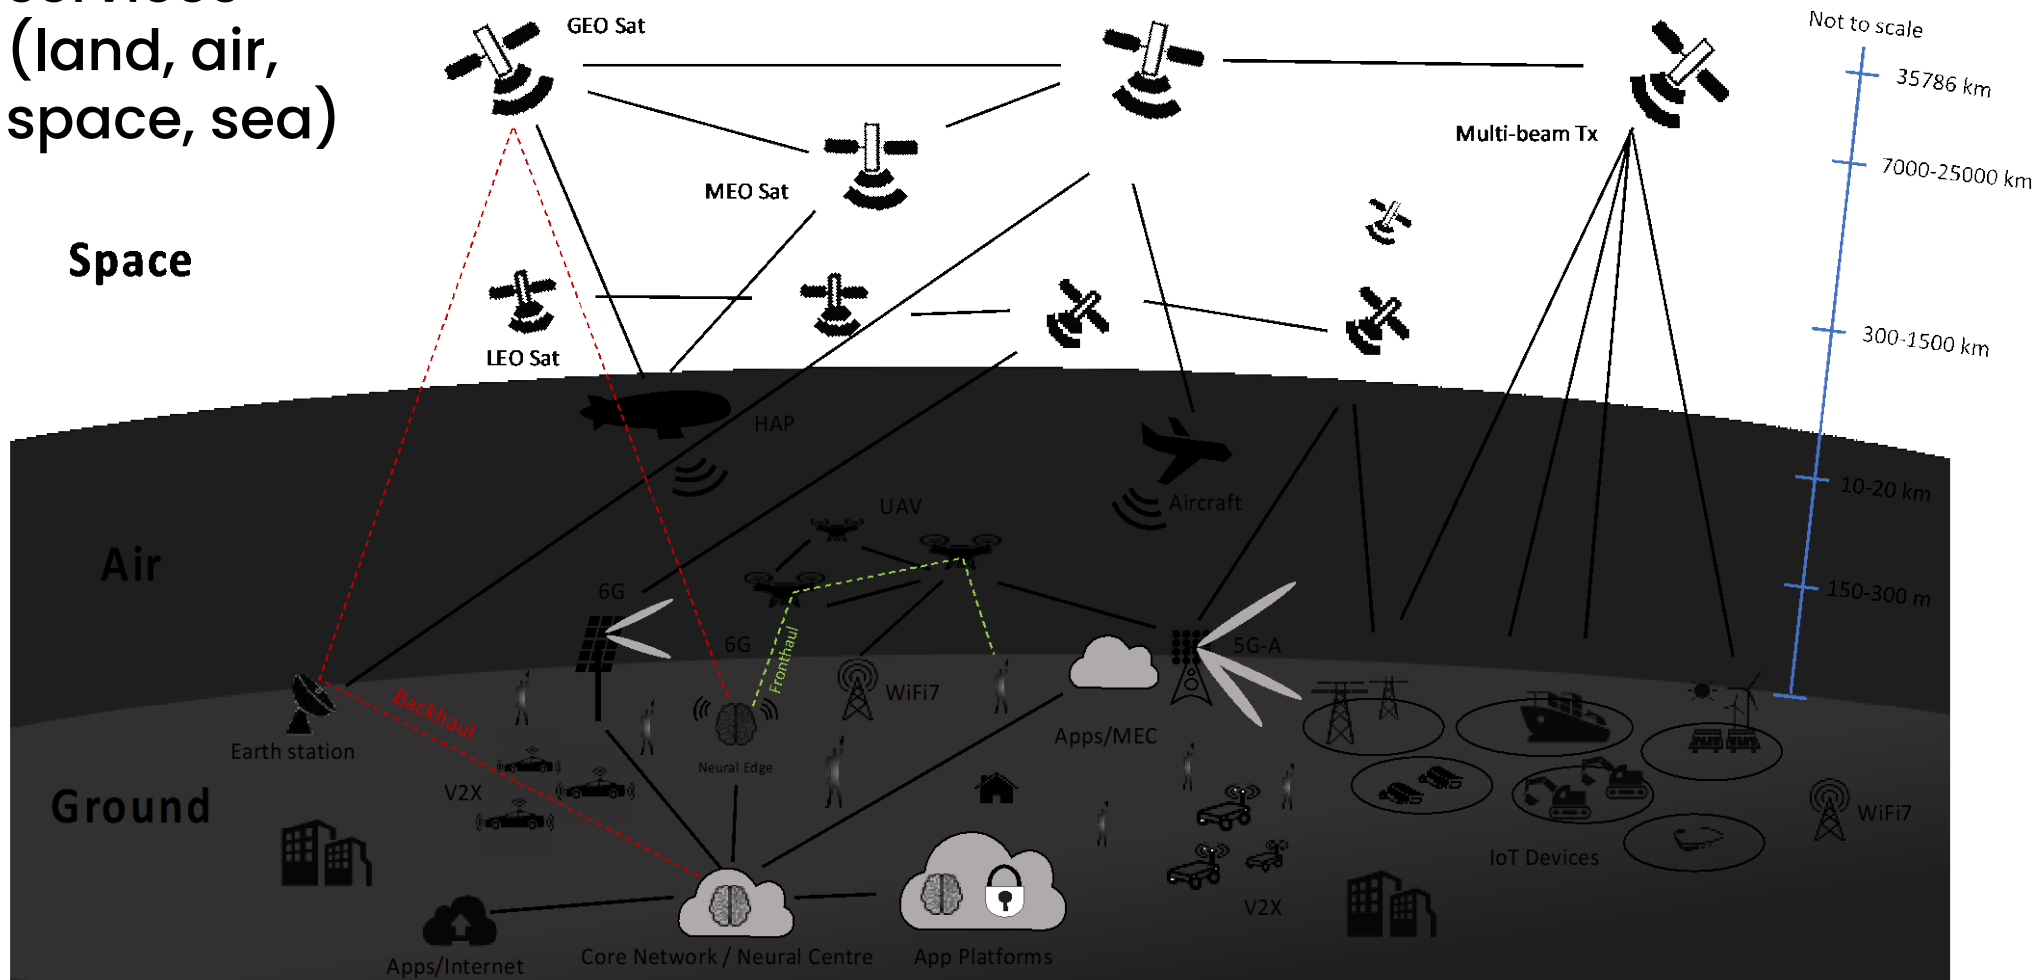 (land, air,
space, sea)
GEO Sat
Not to scale
35786 km
Multi-beam Tx
7000-25000 km
MEO Sat
Space
300-1500 km
LEO Sat
HAP
10-20 km
Aircraft
UAV
Air
6G
150-300 m
6G
Fronthaul
5G-A
WiFi7
Backhaul
Earth station
Apps/MEC
Neural Edge
V2X
Ground
WiFi7
IoT Devices
V2X
Core Network / Neural Centre
App Platforms
Apps/Internet